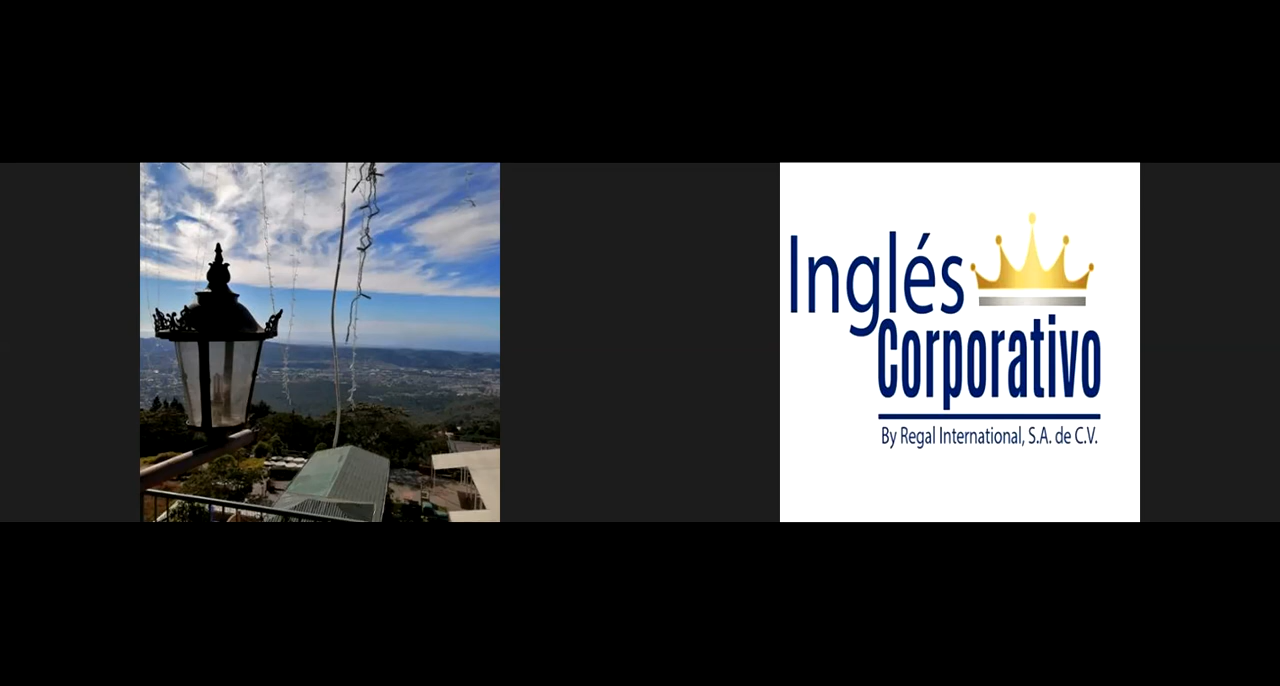 Inglés
Corporativo
By Regal International, S.A. de C.V.